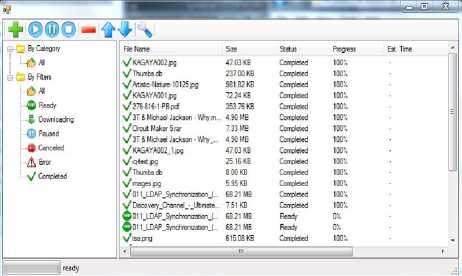 By Category
All
By Filters
All
Ready
Downloading
Paused
Canceled
Error
Completed
File Name Size Status Progress Est. Time
KAGAYA002.jpg 47.03 KB Completed 100% -
Thumbs.db 237.00 KB Completed 100% -
Artistic-Nature-10125.jpg 981.82 KB Completed 100% -
KAGAYA001.jpg 72.24 KB Completed 100% -
276-816-1-PB.pdf 353.76 KB Completed 100% -
3T & Michael Jackson - Why.m... 4.90 MB Completed 100% -
Circuit Maker Sirar 7.33 MB Completed 100% -
3T & Michael Jackson - Why_... 4.90 MB Completed 100% -
KAGAYA002_1.jpg 47.03 KB Completed 100% -
cytext.jpg 25.16 KB Completed 100% -
Thumbs.db 8.00 KB Completed 100% -
images.jpg 5.95 KB Completed 100% -
011_LDAP_Synchronization_(... 68.21 MB Completed 100% -
Discovery_Channel_-_Ultimate... 7.51 KB Completed 100% -
011_LDAP_Synchronization_(... 68.21 MB Ready 0% -
011_LDAP_Synchronization_(... 68.21 MB Ready 0% -
isa.png 615.08 KB Completed 100% -
ready